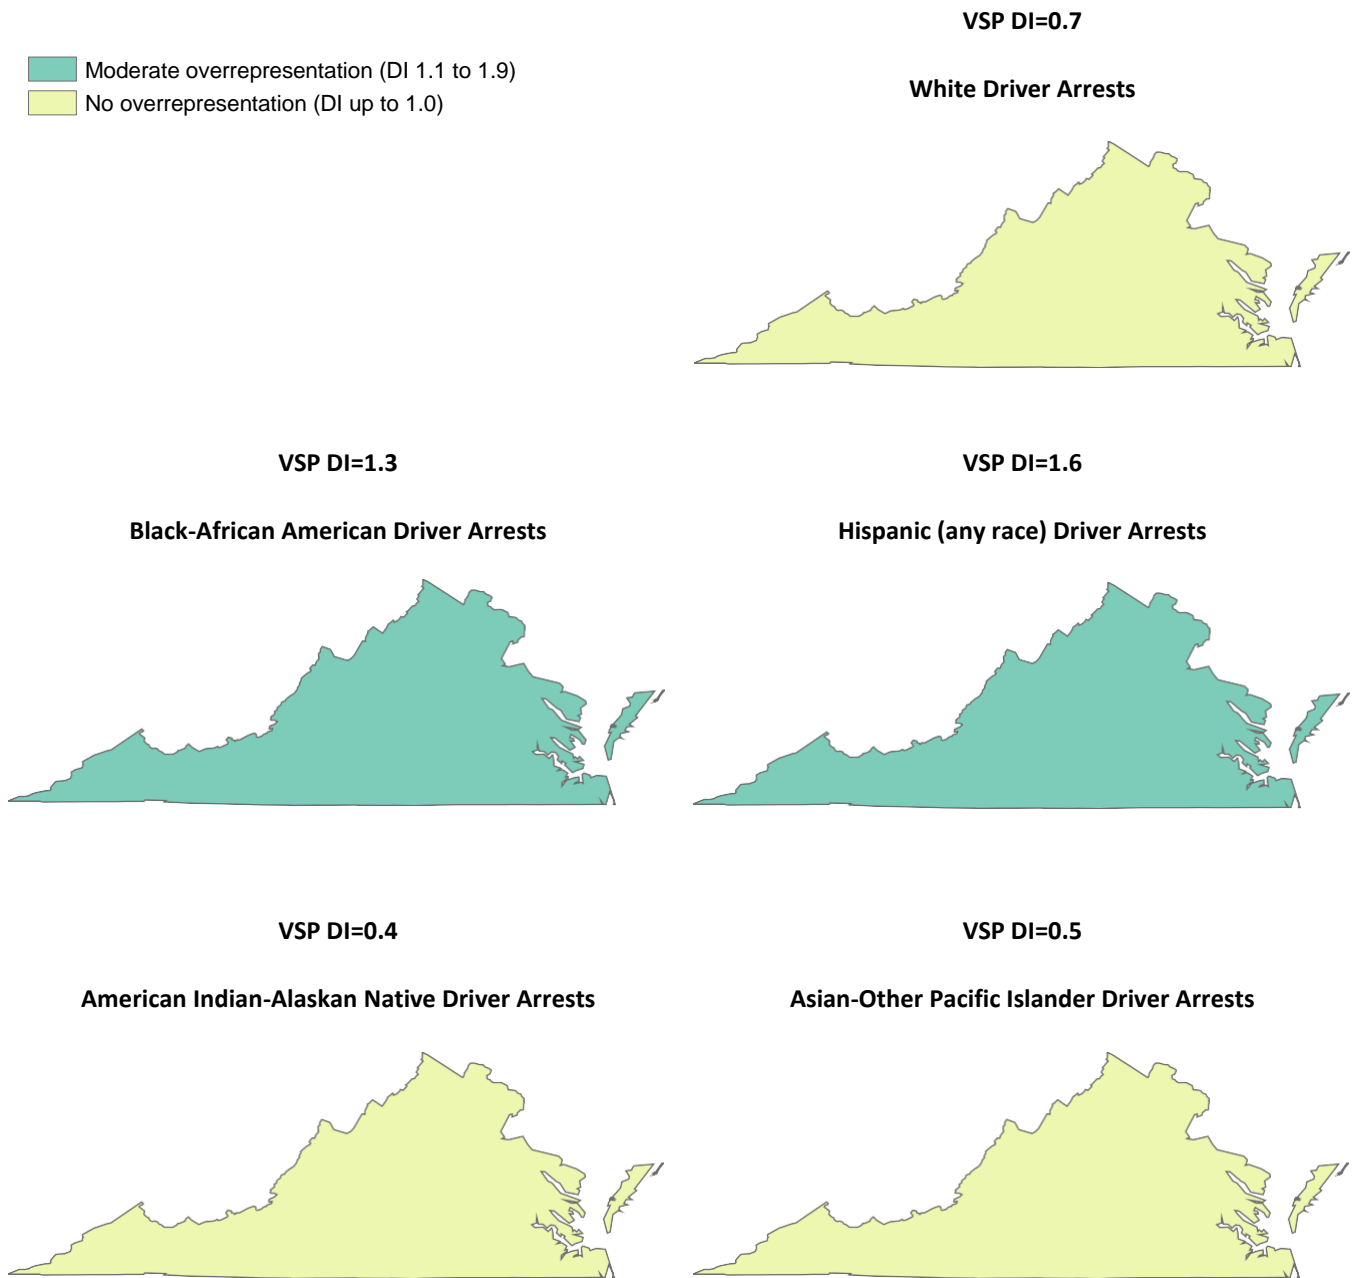 VSP DI=0.7
Moderate overrepresentation (DI 1.1 to 1.9)
No overrepresentation (DI up to 1.0)
White Driver Arrests
VSP DI=1.3
Black-African American Driver Arrests
VSP DI=1.6
Hispanic (any race) Driver Arrests
VSP DI=0.4
American Indian-Alaskan Native Driver Arrests
VSP DI=0.5
Asian-Other Pacific Islander Driver Arrests